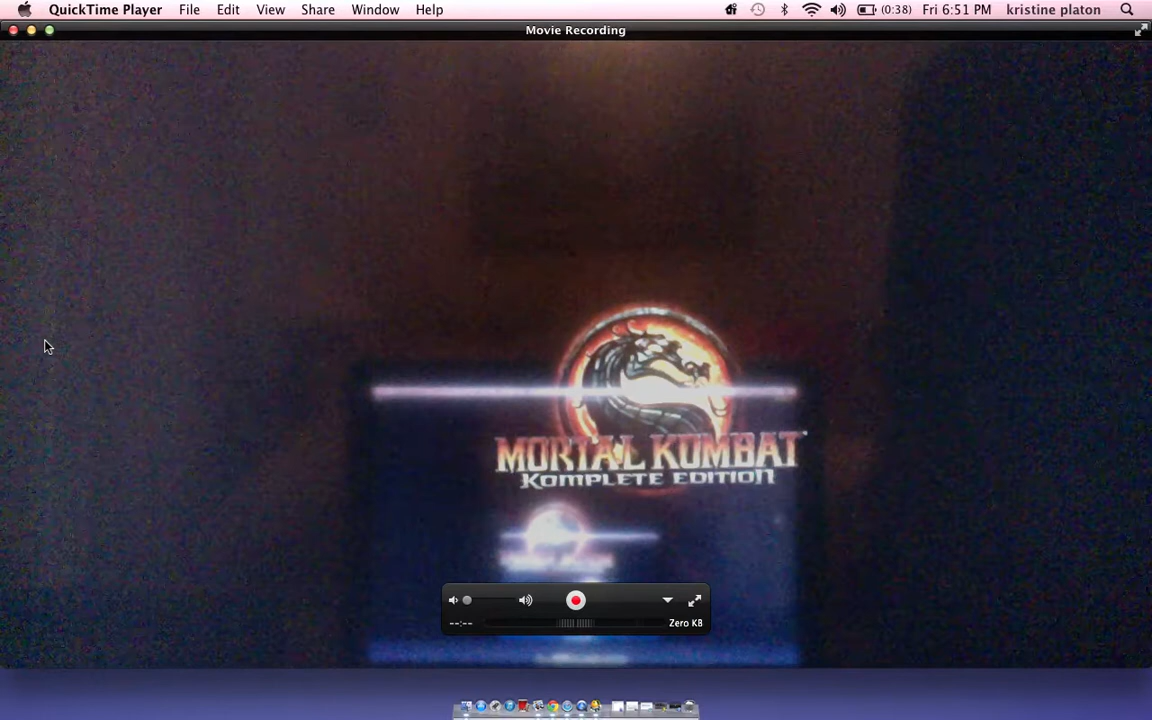 QuickTime Player File Edit View Share Window Help (0:38) Fri 6:51 PM kristine platon
Movie Recording
MORTAL KOMBAT
KOMPLETE EDITION
--:-- Zero KB